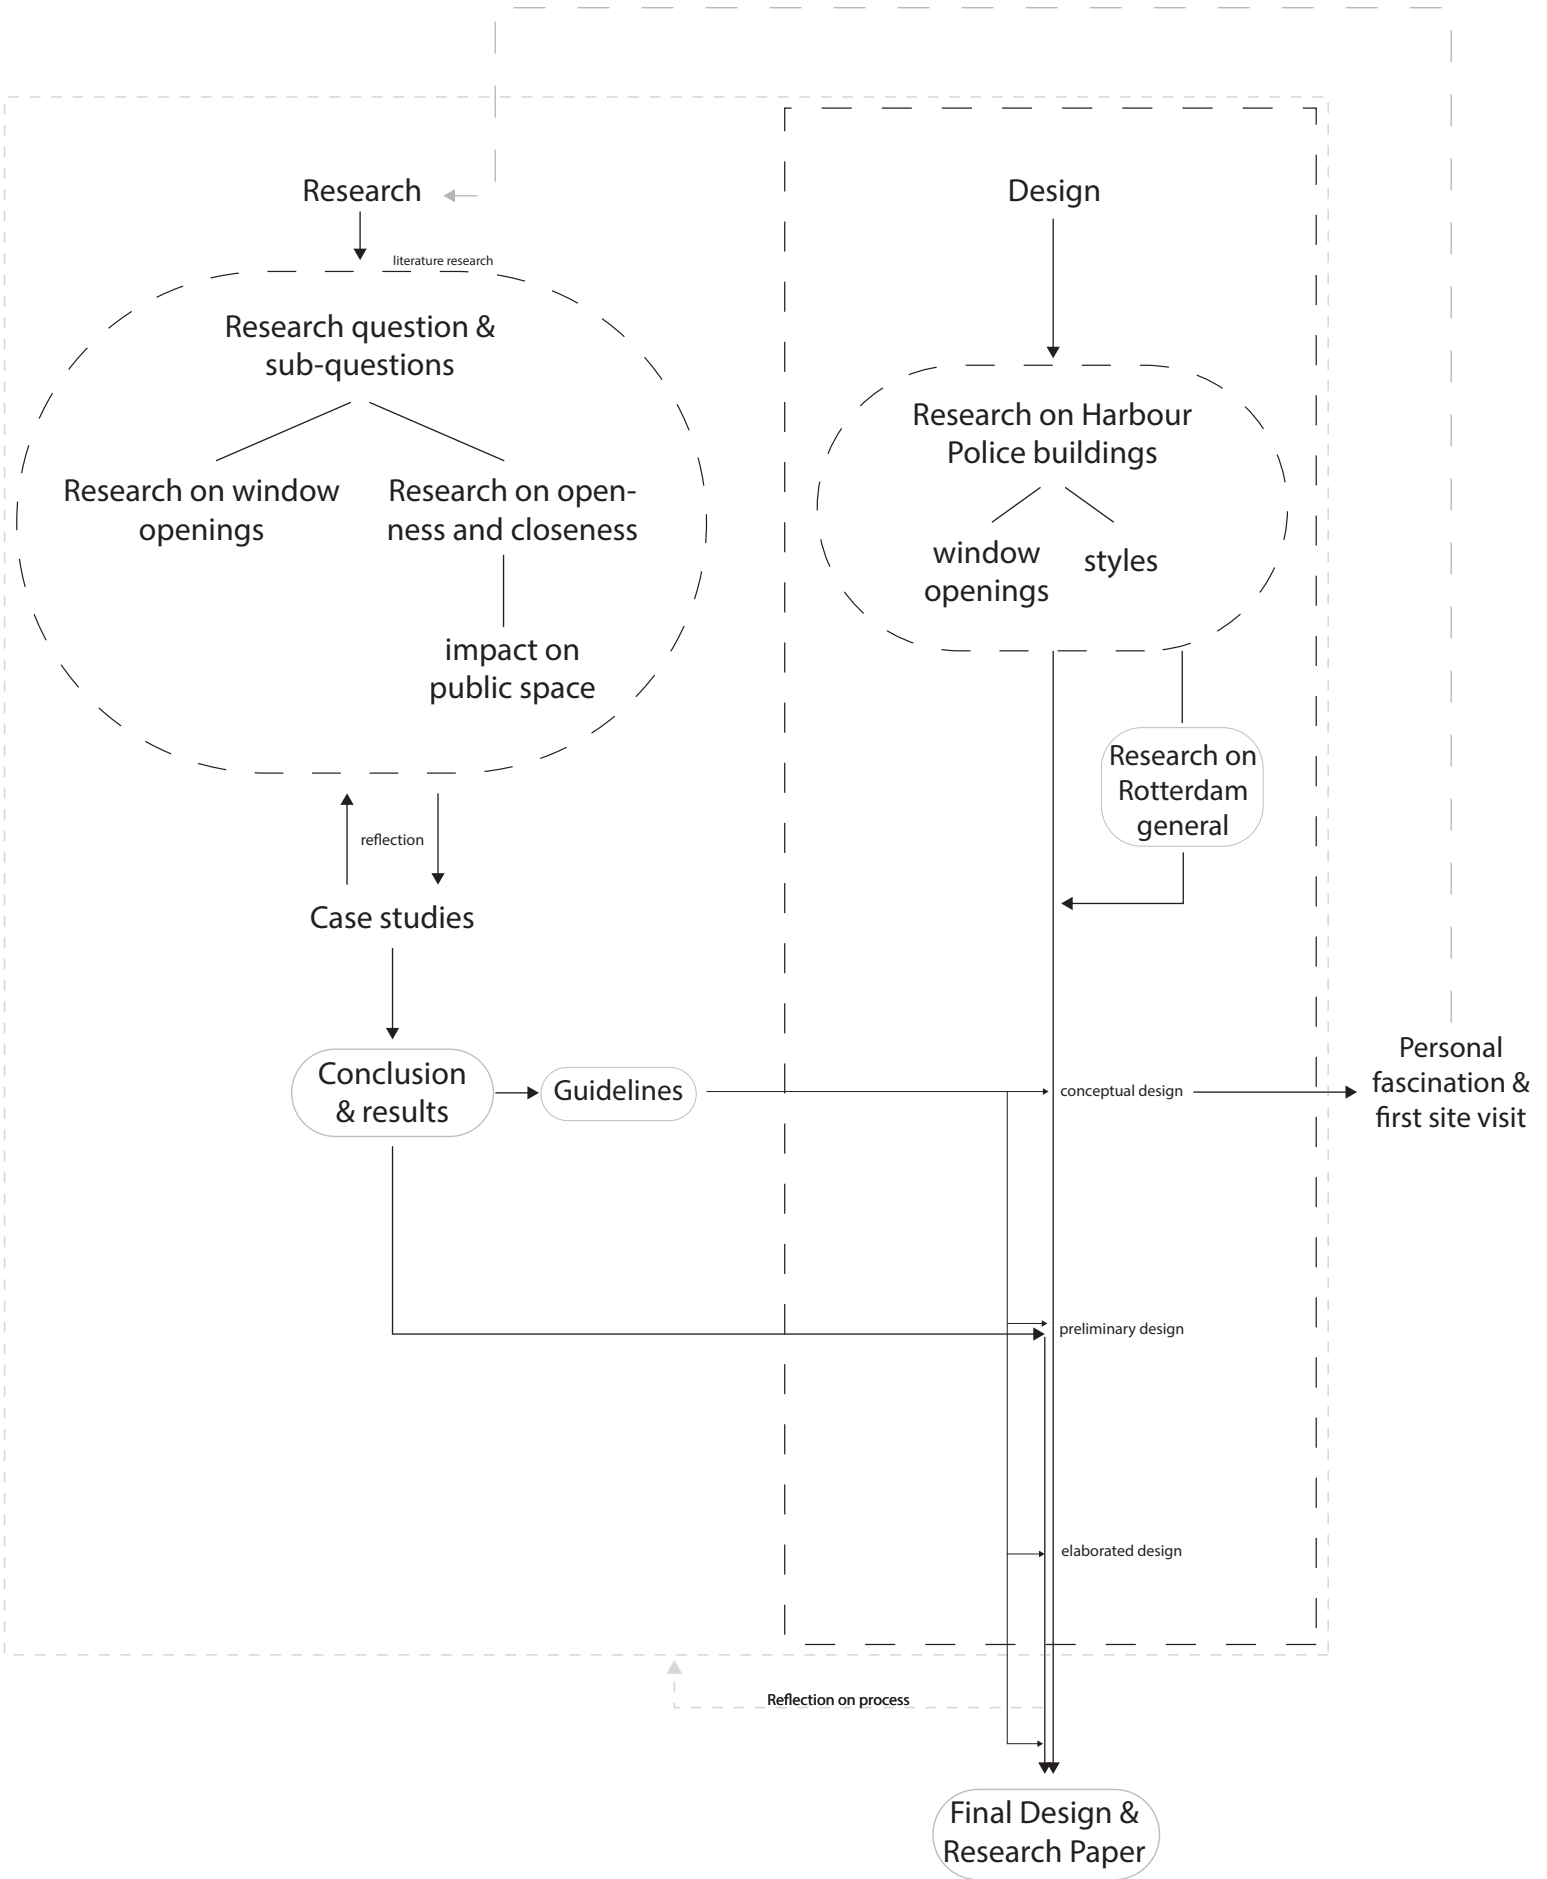 Research
literature research
Research question &
sub-questions
Research on window
openings
Research on open-
ness and closeness
impact on
public space
reflection
Case studies
Conclusion
& results
Guidelines
Design
Research on Harbour
Police buildings
window
openings
styles
Research on
Rotterdam
general
conceptual design
Personal
fascination &
first site visit
preliminary design
elaborated design
Reflection on process
Final Design &
Research Paper